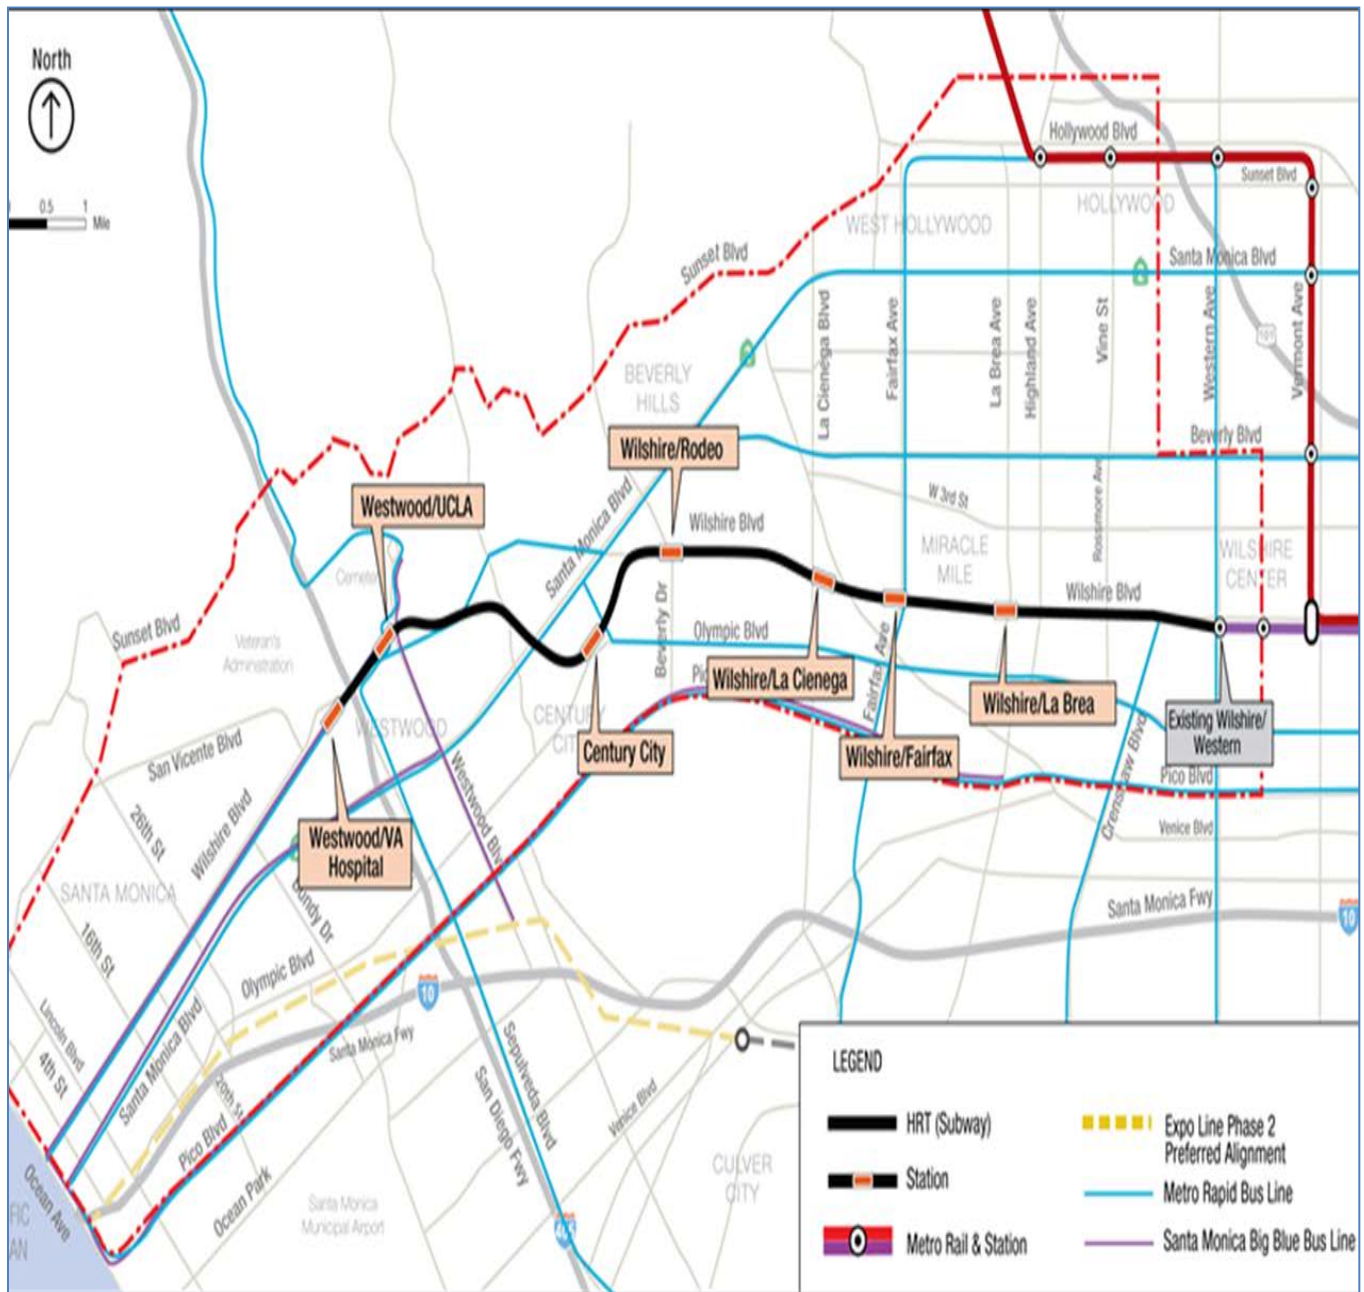 North
0.5 1
Mile
Hollywood Blvd
Sunset Blvd
HOLLYWOOD
WEST HOLLYWOOD
Santa Monica Blvd
Sunset Blvd
101
La Cienega Blvd
Fairfax Ave
La Brea Ave
Highland Ave
Vine St
Western Ave
Vermont Ave
BEVERLY
HILLS
Beverly Blvd
Wilshire/Rodeo
Westwood/UCLA
Santa Monica Blvd
Wilshire Blvd
W 3rd St
Rossmore Ave
MIRACLE
MILE
WILSHIRE
CENTER
Wilshire Blvd
Sunset Blvd
Veteran's
Administration
Beverly Dr
Olympic Blvd
Wilshire/La Cienega
Fairfax Ave
Wilshire/La Brea
WESTWOOD
CENTURY
Century City
Wilshire/Fairfax
Existing Wilshire/
Western
Crenshaw Blvd
Pico Blvd
Venice Blvd
San Vicente Blvd
26th St
Wilshire Blvd
Westwood/VA
Hospital
Westwood Blvd
SANTA MONICA
Bundy Dr
16th St
Olympic Blvd
Santa Monica Fwy
10
10
Lincoln Blvd
4th St
Santa Monica Blvd
20th St
Santa Monica Fwy
Pico Blvd
Sepulveda Blvd
San Diego Fwy
Venice Blvd
CULVER
CITY
Ocean Ave
Ocean Park
Santa Monica
Municipal Airport
FIC
AN
405
LEGEND
HRT (Subway)
Station
Metro Rail & Station
Expo Line Phase 2
Preferred Alignment
Metro Rapid Bus Line
Santa Monica Big Blue Bus Line